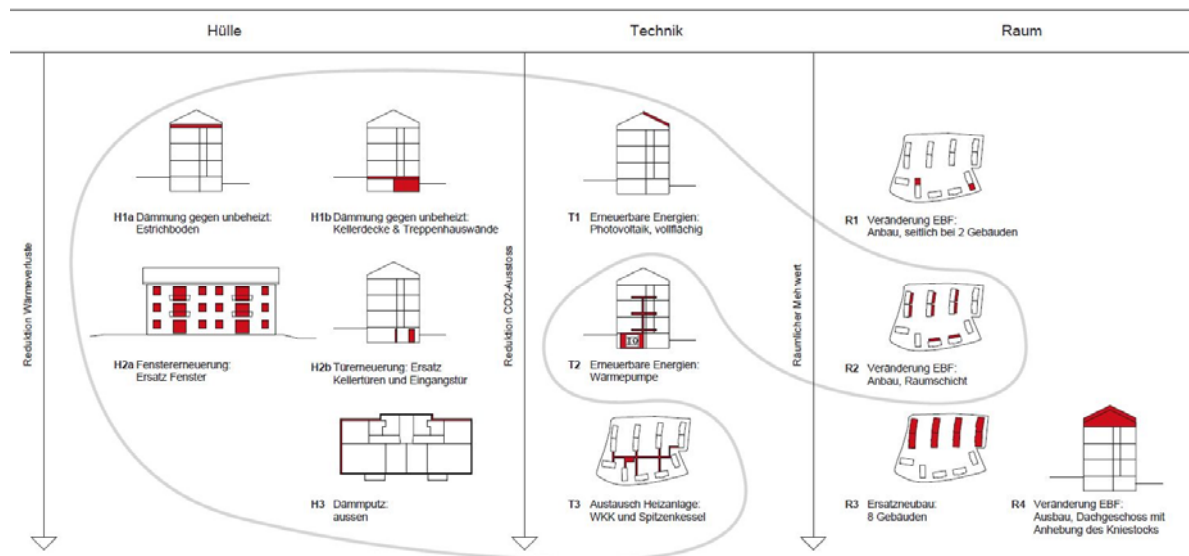 Hülle
Technik
Raum
Reduktion Wärmeverluste
H1a Dämmung gegen unbeheizt:
Estrichboden
H1b Dämmung gegen unbeheizt:
Kellerdecke & Treppenhauswände
H2a Fenstererneuerung:
Ersatz Fenster
H2b Türerneuerung: Ersatz
Kellertüren und Eingangstür
H3 Dämmputz:
aussen
Reduktion CO2-Ausstoss
T1 Erneuerbare Energien:
Photovoltaik, vollflächig
T2 Erneuerbare Energien:
Wärmepumpe
T3 Austausch Heizanlage:
WKK und Spitzenkessel
Räumlicher Mehrwert
R1 Veränderung EBF:
Anbau, seitlich bei 2 Gebäuden
R2 Veränderung EBF:
Anbau, Raumschicht
R3 Ersatzneubau:
8 Gebäuden
R4 Veränderung EBF:
Ausbau, Dachgeschoss mit
Anhebung des Kniestocks